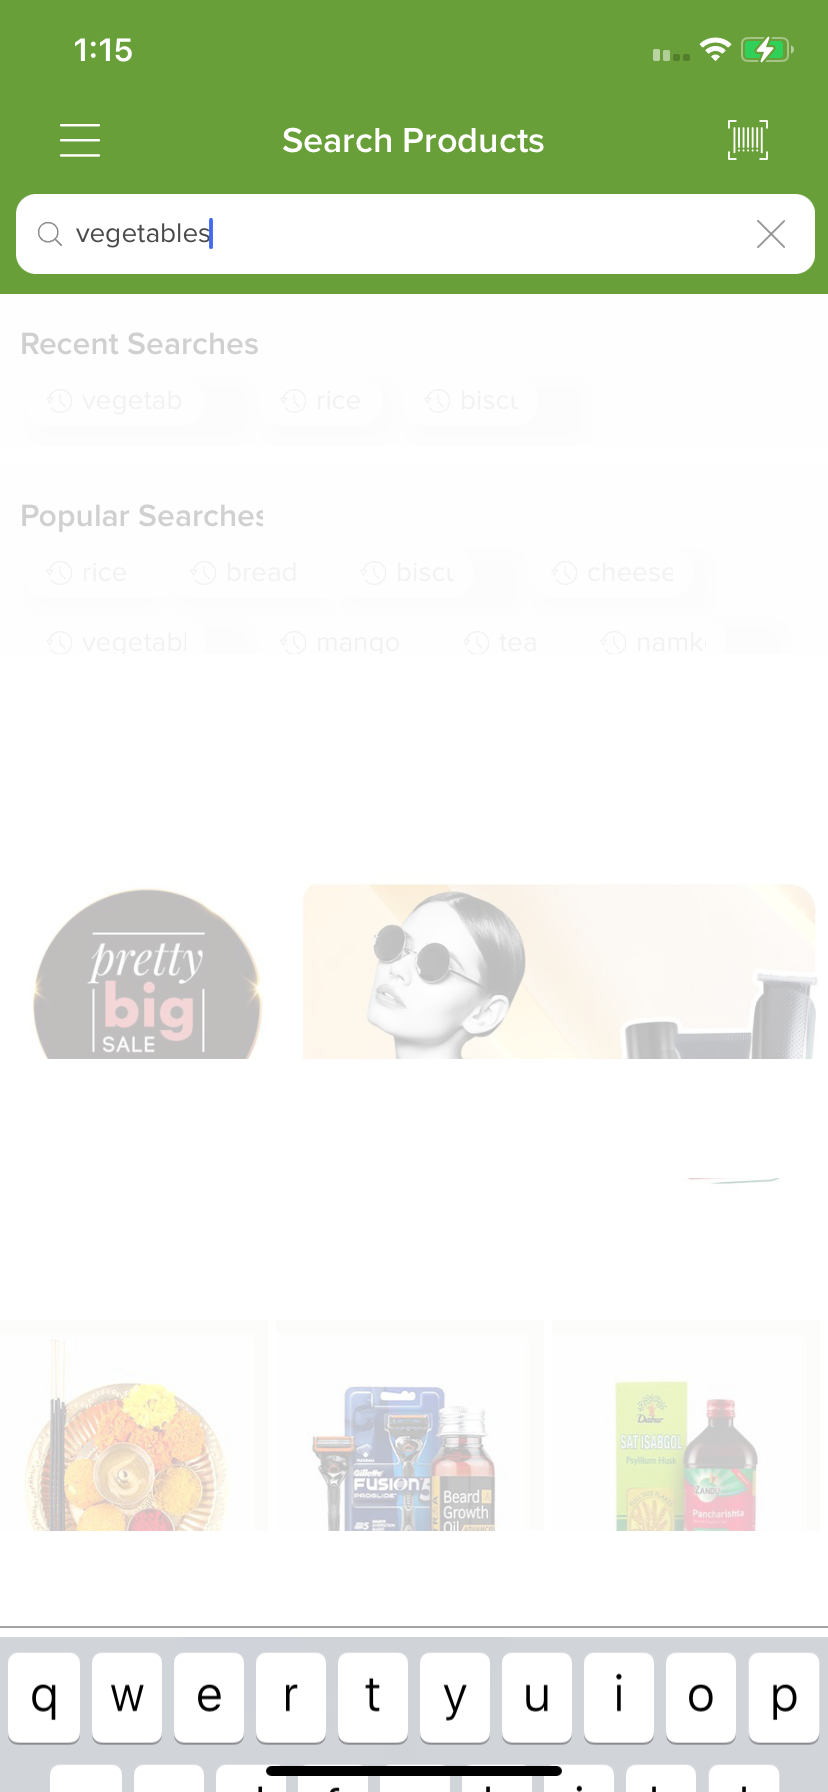 1:15
Search Products
vegetables
Recent Searches
vegetab rice biscu
Popular Searches
rice bread biscu cheese
vegetabl mango tea namk
pretty
big
SALE
Gillette
FUSION5
PROGLIDE
Beard
Growth
Oil
Dabur
SAT ISABGOL
Psyllium Husk
ZANDU
Pancharishta
q w e r t y u i o p